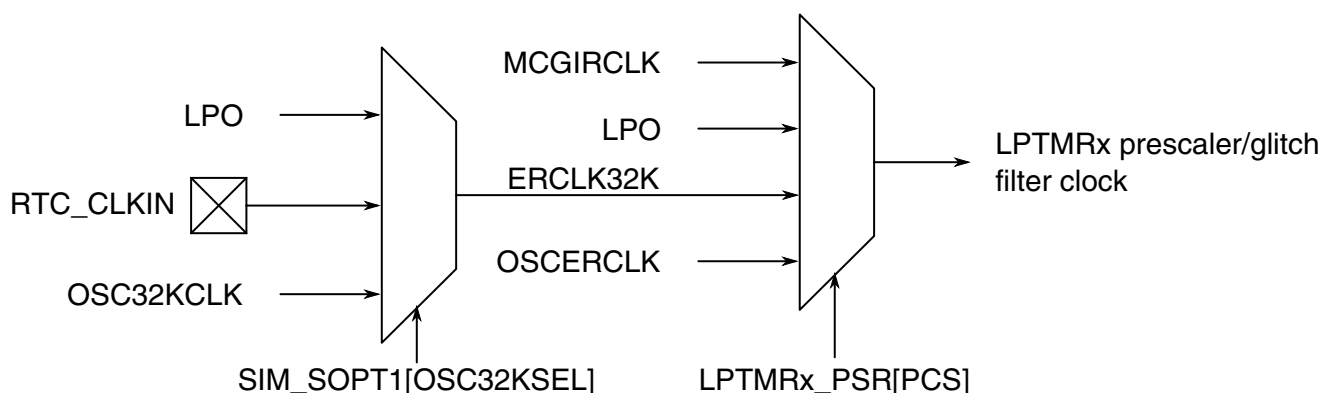 MCGIRCLK
LPO
LPO
LPTMRx prescaler/glitch
filter clock
ERCLK32K
RTC_CLKIN
OSCERCLK
OSC32KCLK
SIM_SOPT1[OSC32KSEL]
LPTMRx_PSR[PCS]